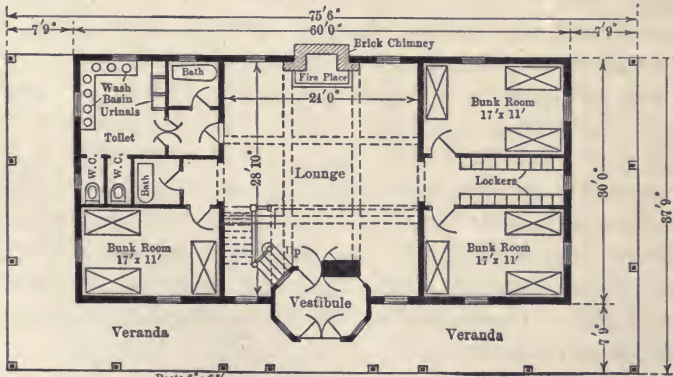 75'6"
7'9"
60'0"
7'9"
Brick Chimney
Bath
Fire Place
Wash
Basin
Urinals
Toilet
24'0"
Bunk Room
17'x 11'
W.C.
W.C.
Bath
28'10"
Lounge
Lockers
30'0"
37'9"
Bunk Room
17'x 11'
Up
Bunk Room
17'x 11'
Vestibule
Veranda
Veranda
7'9"